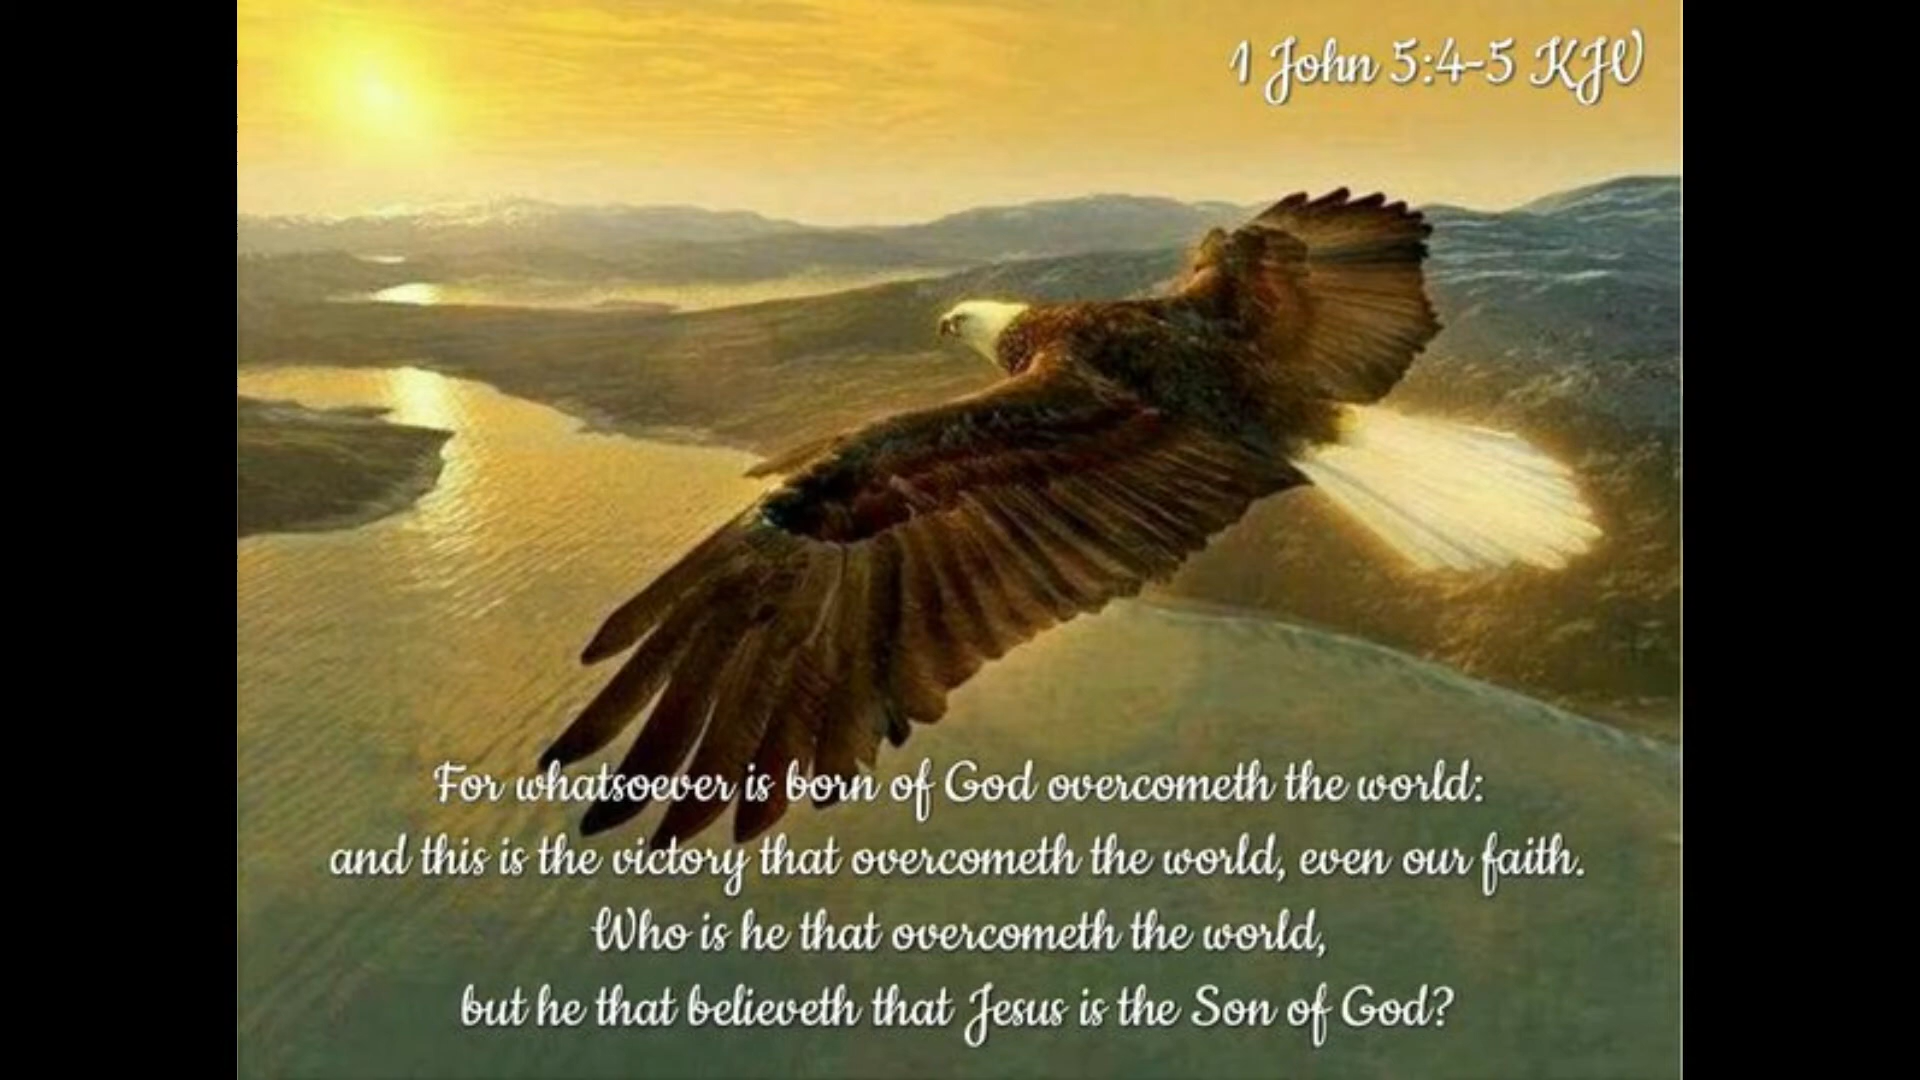 1 John 5:4-5 KJV
For whatsoever is born of God overcometh the world:
and this is the victory that overcometh the world, even our faith.
Who is he that overcometh the world,
but he that believeth that Jesus is the Son of God?